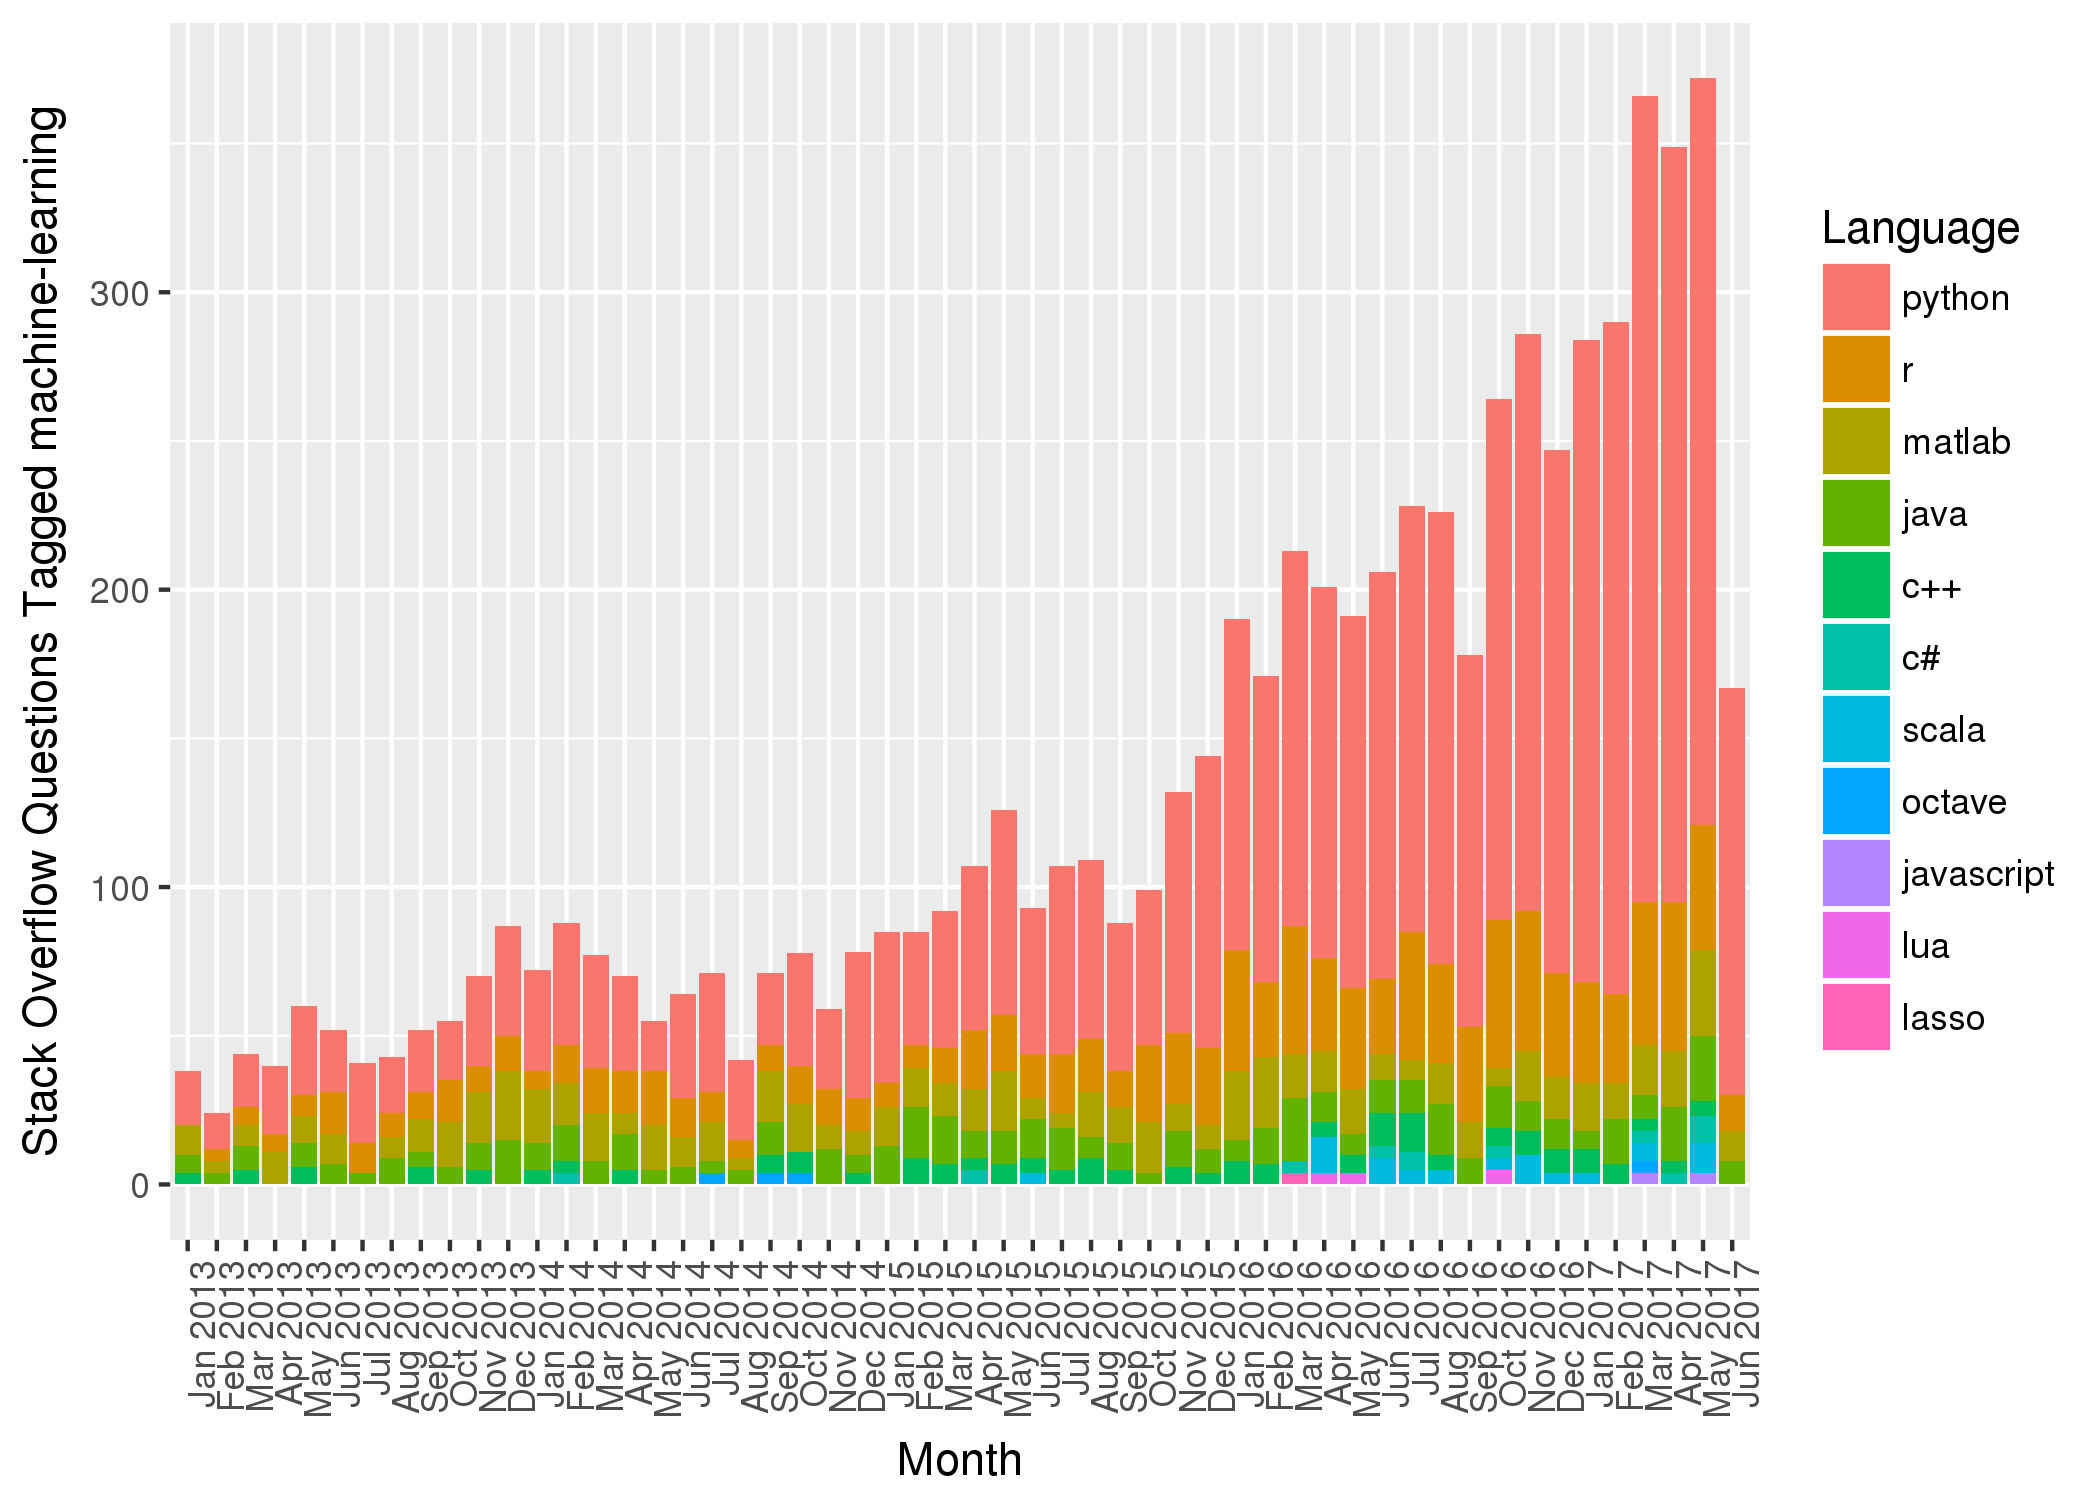 Stack Overflow Questions Tagged machine-learning
300
200
100
0
Jan 2013
Feb 2013
Mar 2013
Apr 2013
May 2013
Jun 2013
Jul 2013
Aug 2013
Sep 2013
Oct 2013
Nov 2013
Dec 2013
Jan 2014
Feb 2014
Mar 2014
Apr 2014
May 2014
Jun 2014
Jul 2014
Aug 2014
Sep 2014
Oct 2014
Nov 2014
Dec 2014
Jan 2015
Feb 2015
Mar 2015
Apr 2015
May 2015
Jun 2015
Jul 2015
Aug 2015
Sep 2015
Oct 2015
Nov 2015
Dec 2015
Jan 2016
Feb 2016
Mar 2016
Apr 2016
May 2016
Jun 2016
Jul 2016
Aug 2016
Sep 2016
Oct 2016
Nov 2016
Dec 2016
Jan 2017
Feb 2017
Mar 2017
Apr 2017
May 2017
Jun 2017
Month
Language
python
r
matlab
java
c++
c#
scala
octave
javascript
lua
lasso